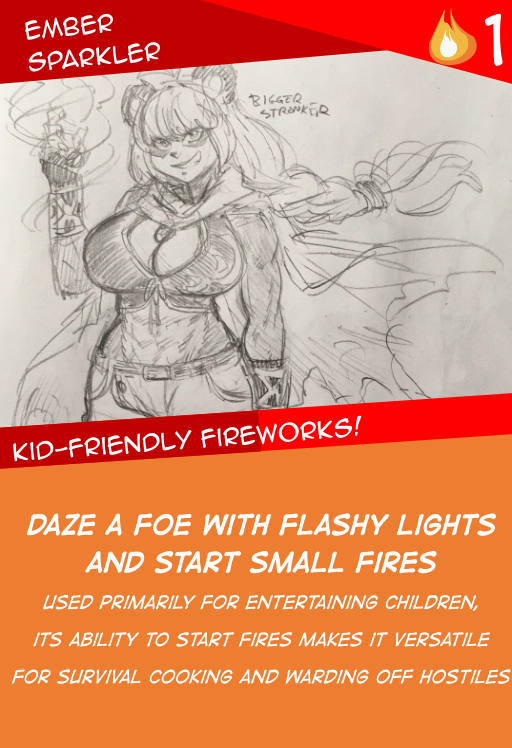 EMBER
SPARKLER
1
BIGGER
STRONKER
KID-FRIENDLY FIREWORKS!
DAZE A FOE WITH FLASHY LIGHTS
AND START SMALL FIRES
USED PRIMARILY FOR ENTERTAINING CHILDREN,
ITS ABILITY TO START FIRES MAKES IT VERSATILE
FOR SURVIVAL COOKING AND WARDING OFF HOSTILES